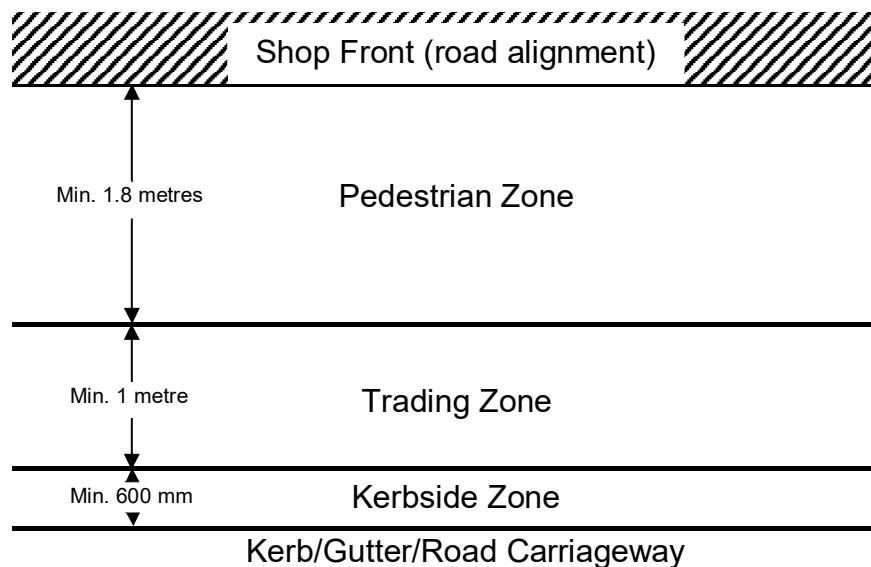 Shop Front (road alignment)
Min. 1.8 metres
Pedestrian Zone
Min. 1 metre
Trading Zone
Min. 600 mm
Kerbside Zone
Kerb/Gutter/Road Carriageway